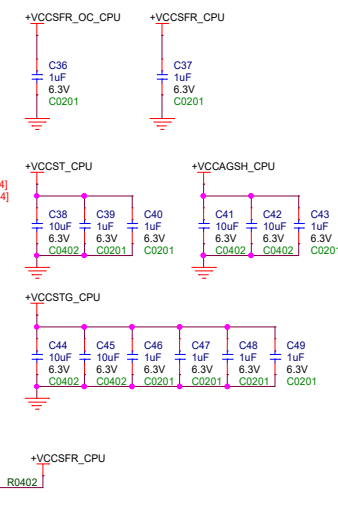 +VCCSFR_OC_CPU
+VCCSFR_CPU
C36
1uF
6.3V
C0201
C37
1uF
6.3V
C0201
4]
4]
+VCCST_CPU
+VCCAGSH_CPU
C38
10uF
6.3V
C0402
C39
1uF
6.3V
C0201
C40
1uF
6.3V
C0201
C41
10uF
6.3V
C0402
C42
10uF
6.3V
C0402
C43
1uF
6.3V
C0201
+VCCSTG_CPU
C44
10uF
6.3V
C0402
C45
10uF
6.3V
C0402
C46
1uF
6.3V
C0201
C47
1uF
6.3V
C0201
C48
1uF
6.3V
C0201
C49
1uF
6.3V
C0201
+VCCSFR_CPU
R0402